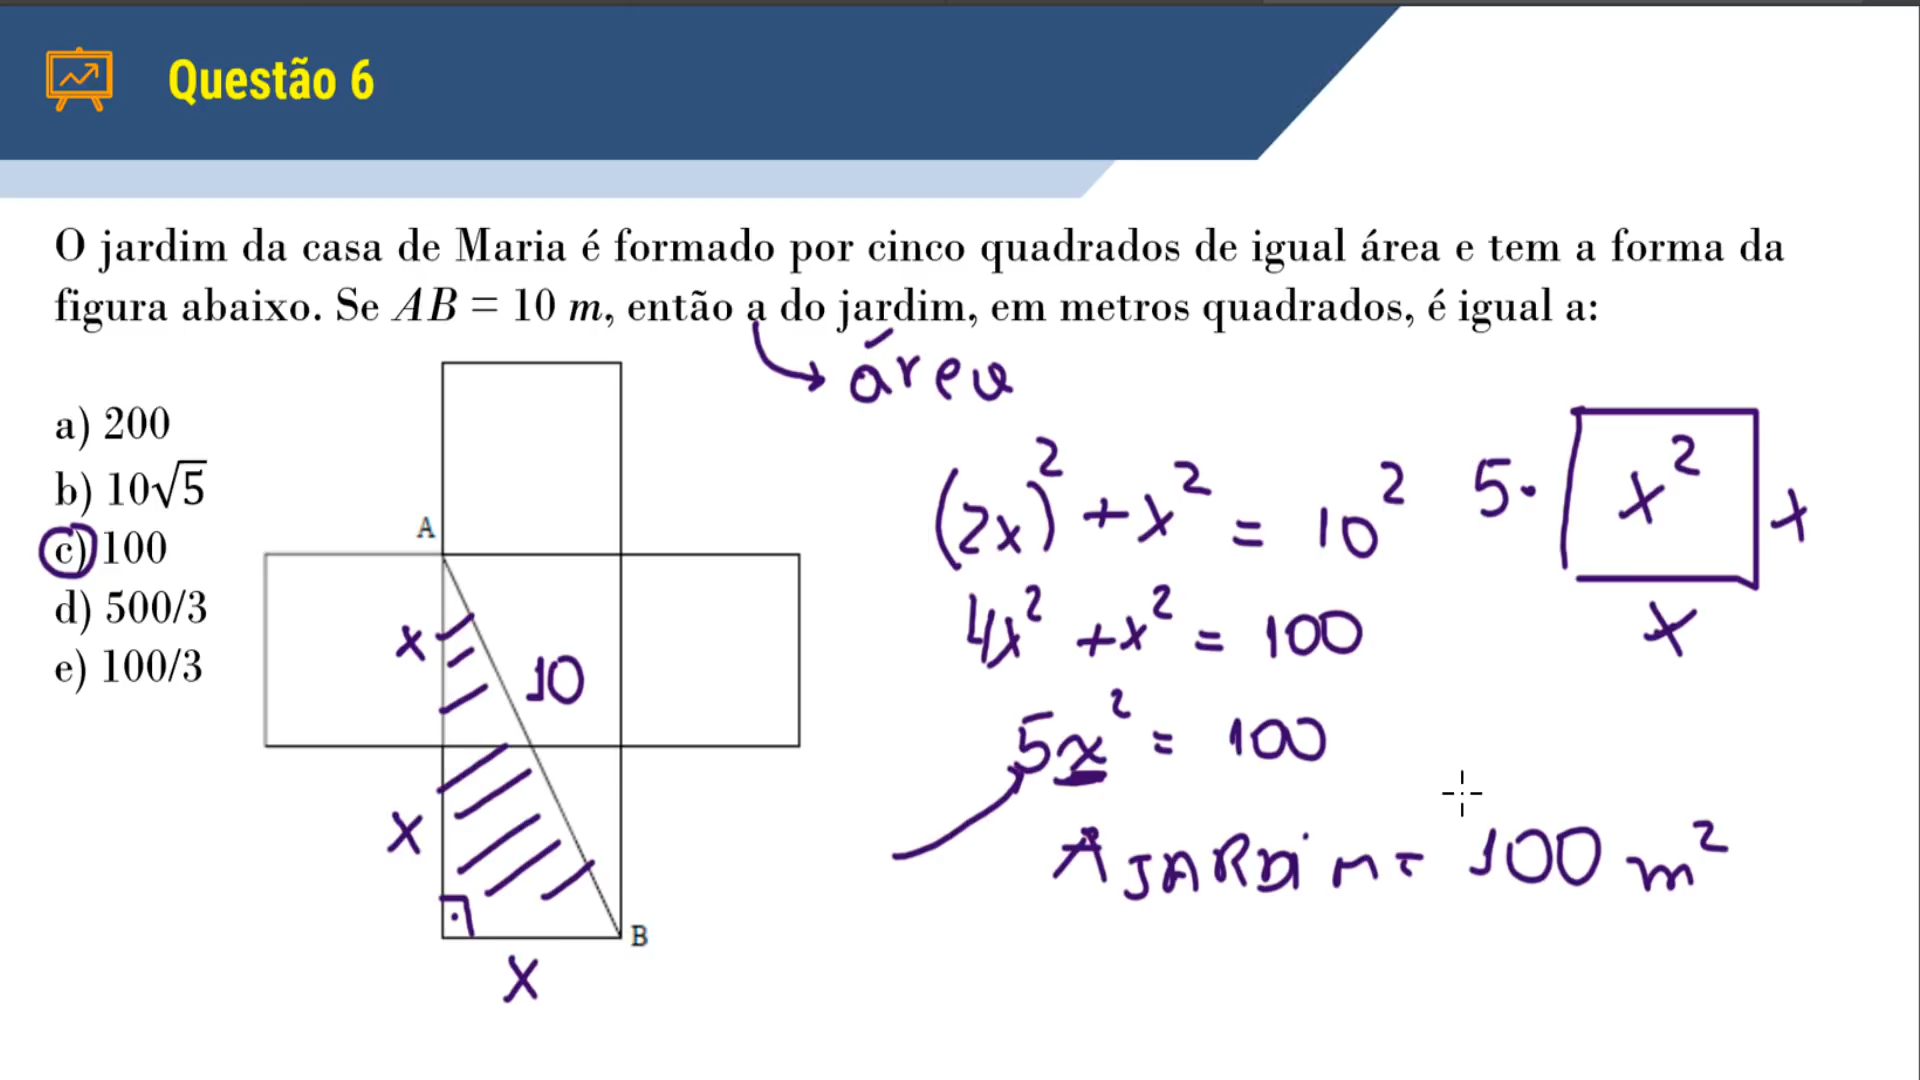 Questão 6
O jardim da casa de Maria é formado por cinco quadrados de igual área e tem a forma da
figura abaixo. Se AB = 10 m, então a do jardim, em metros quadrados, é igual a:
área
a) 200
b) 10√5
c) 100
d) 500/3
e) 100/3
A
x
10
x
B
x
(2x)² + x² = 10²
4x² + x² = 100
5x² = 100
A JARDIM = 100 m²
5· x² x
x